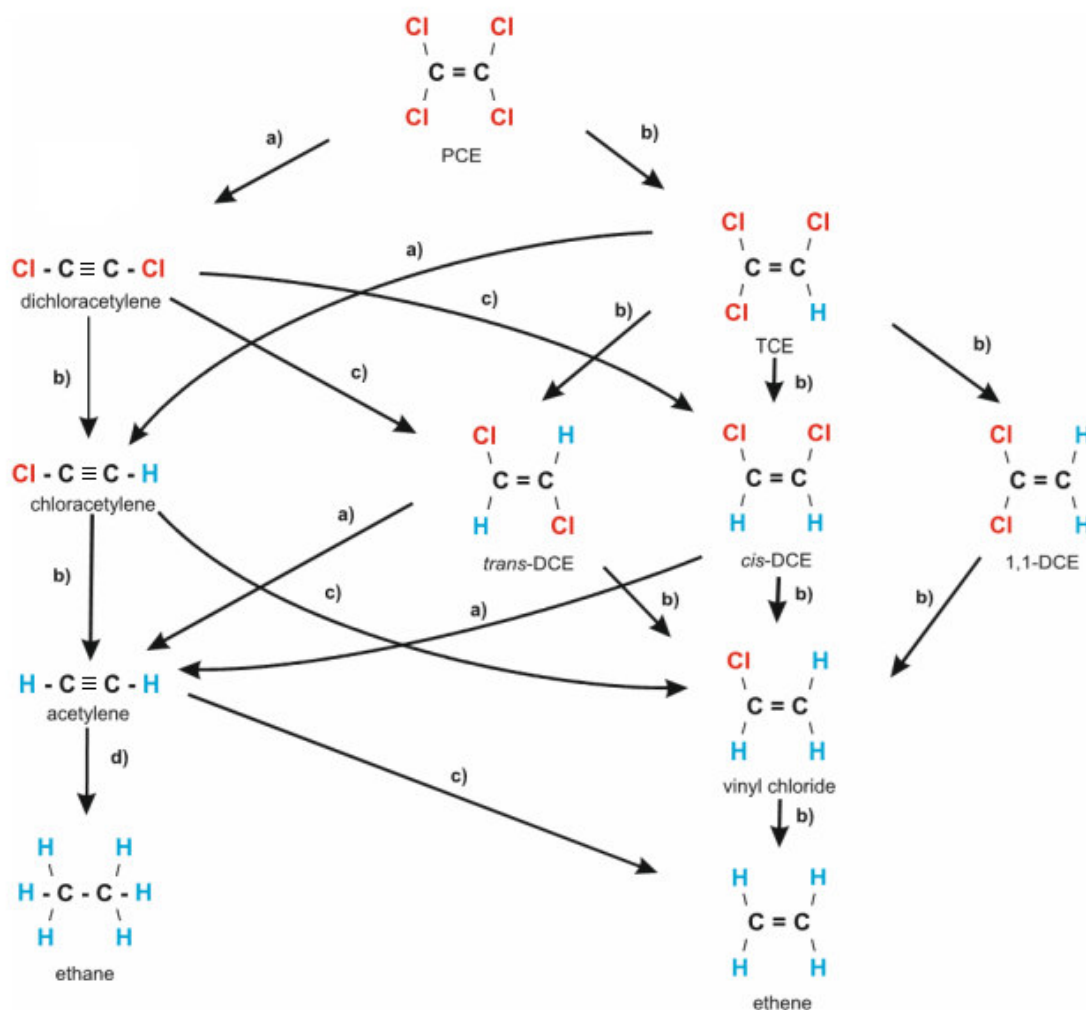 Cl Cl
C = C
Cl Cl
PCE
a)
b)
Cl - C ≡ C - Cl
dichloracetylene
a)
c)
Cl Cl
C = C
Cl H
TCE
b)
b)
c)
b)
b)
Cl - C ≡ C - H
chloracetylene
Cl H
C = C
H Cl
trans-DCE
Cl Cl
C = C
H H
cis-DCE
Cl H
C = C
Cl H
1,1-DCE
b)
a)
c)
a)
b)
b)
b)
H - C ≡ C - H
acetylene
Cl H
C = C
H H
vinyl chloride
d)
c)
b)
H H
H - C - C - H
H H
ethane
H H
C = C
H H
ethene